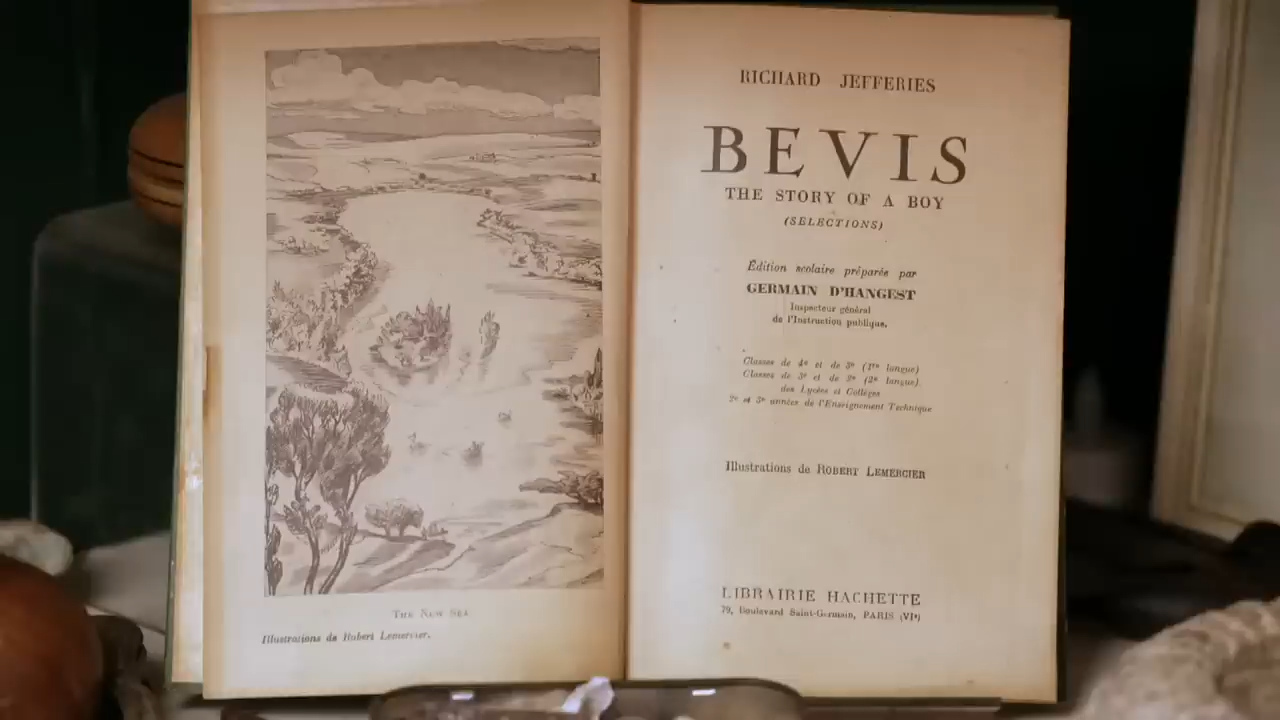 THE NEW SEA
Illustrations de Robert Lemercier.
RICHARD JEFFERIES
BEVIS
THE STORY OF A BOY
(SELECTIONS)
Édition scolaire préparée par
GERMAIN D'HANGEST
Inspecteur général
de l'Instruction publique.
Classes de 4e et de 3e (1re langue)
Classes de 3e et de 2e (2e langue)
des Lycées et Collèges
2e et 3e années de l'Enseignement Technique
Illustrations de ROBERT LEMERCIER
LIBRAIRIE HACHETTE
79, Boulevard Saint-Germain, PARIS (VIe)